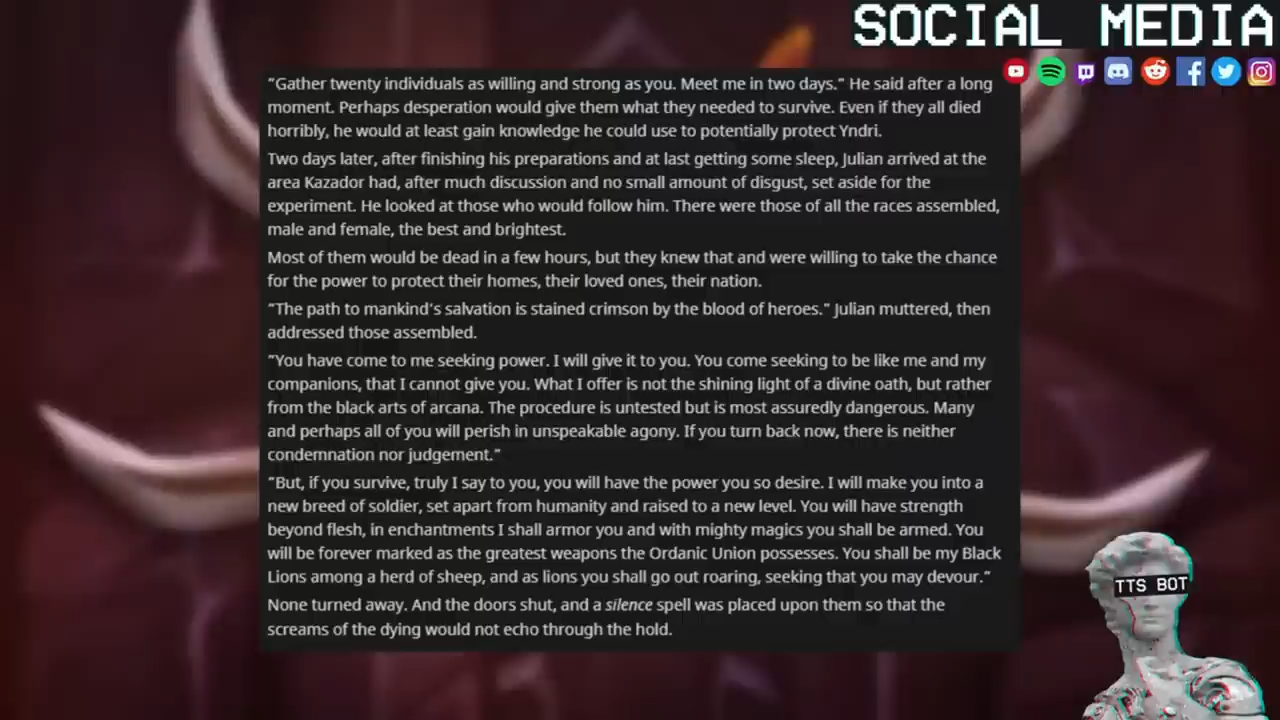 SOCIAL MEDIA
“Gather twenty individuals as willing and strong as you. Meet me in two days.” He said after a long
moment. Perhaps desperation would give them what they needed to survive. Even if they all died
horribly, he would at least gain knowledge he could use to potentially protect Yndri.
Two days later, after finishing his preparations and at last getting some sleep, Julian arrived at the
area Kazador had, after much discussion and no small amount of disgust, set aside for the
experiment. He looked at those who would follow him. There were those of all the races assembled,
male and female, the best and brightest.
Most of them would be dead in a few hours, but they knew that and were willing to take the chance
for the power to protect their homes, their loved ones, their nation.
“The path to mankind’s salvation is stained crimson by the blood of heroes.” Julian muttered, then
addressed those assembled.
“You have come to me seeking power. I will give it to you. You come seeking to be like me and my
companions, that I cannot give you. What I offer is not the shining light of a divine oath, but rather
from the black arts of arcana. The procedure is untested but is most assuredly dangerous. Many
and perhaps all of you will perish in unspeakable agony. If you turn back now, there is neither
condemnation nor judgement.”
“But, if you survive, truly I say to you, you will have the power you so desire. I will make you into a
new breed of soldier, set apart from humanity and raised to a new level. You will have strength
beyond flesh, in enchantments I shall armor you and with mighty magics you shall be armed. You
will be forever marked as the greatest weapons the Ordanic Union possesses. You shall be my Black
Lions among a herd of sheep, and as lions you shall go out roaring, seeking that you may devour.”
None turned away. And the doors shut, and a silence spell was placed upon them so that the
screams of the dying would not echo through the hold.
TTS BOT